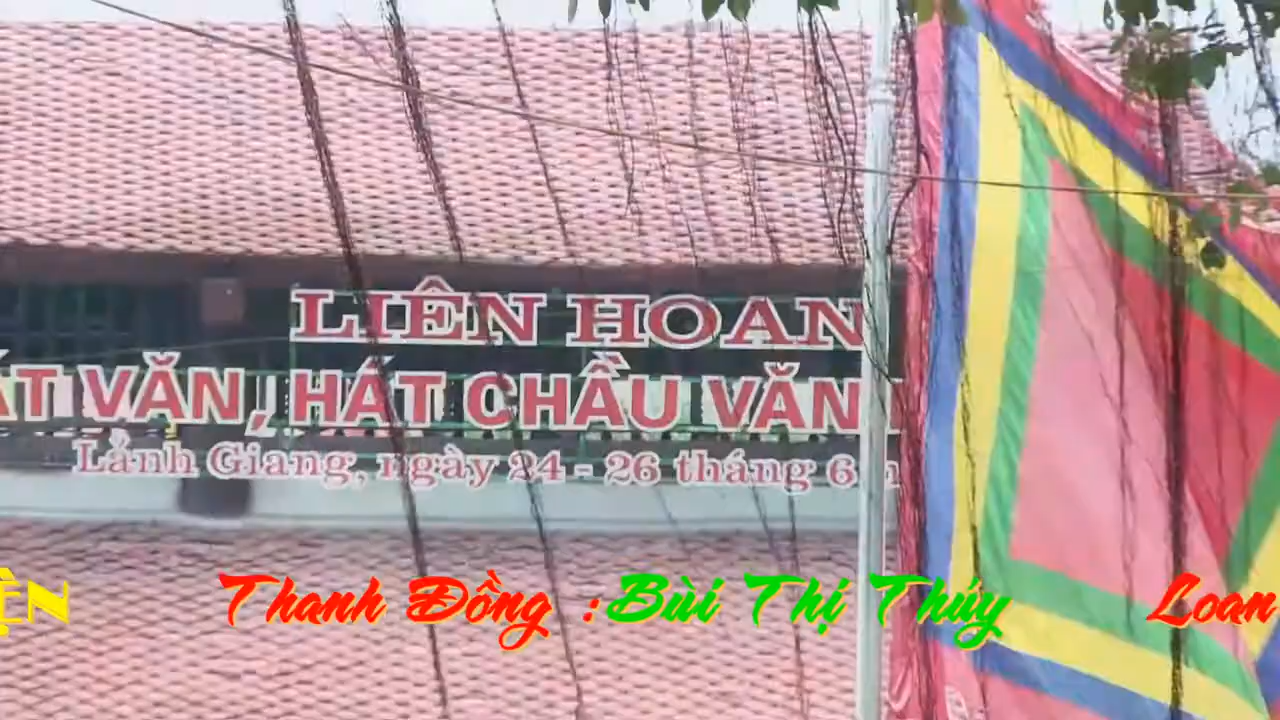 LIÊN HOAN
ÁT VĂN, HÁT CHẦU VĂN
Lảnh Giang, ngày 24 - 26 tháng 6
ỆN Thanh Đồng : Bùi Thị Thúy Loan